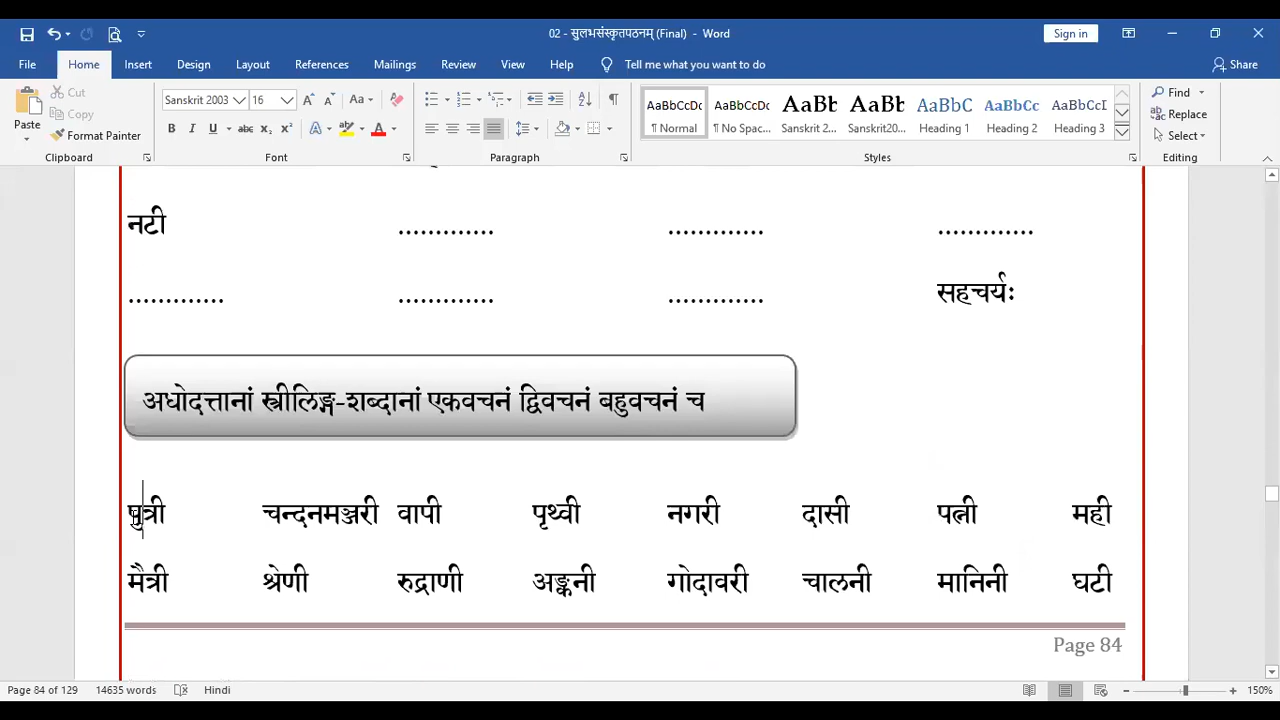 02 - सुलभसंस्कृतपठनम् (Final) - Word
Sign in
File Home Insert Design Layout References Mailings Review View Help Tell me what you want to do Share
Paste Cut Copy Format Painter Clipboard
Sanskrit 2003 16 Font
Paragraph
AaBbCcDc ¶ Normal AaBbCcDc ¶ No Spac... AaBb Sanskrit 2... AaBb Sanskrit20... AaBbC Heading 1 AaBbCc Heading 2 AaBbCcD Heading 3 Styles
Find Replace Select Editing
नटी ............. ............. .............
............. ............. ............. सहचर्यः
अधोदत्तानां स्त्रीलिङ्ग-शब्दानां एकवचनं द्विवचनं बहुवचनं च
पुत्री चन्दनमञ्जरी वापी पृथ्वी नगरी दासी पत्नी मही
मैत्री श्रेणी रुद्राणी अङ्कनी गोदावरी चालनी मानिनी घटी
Page 84
Page 84 of 129 14635 words Hindi 150%